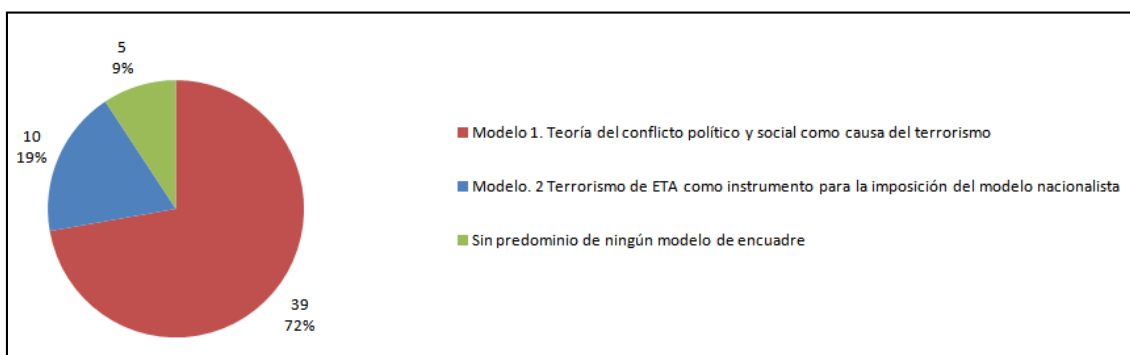 5
9%
10
19%
39
72%
Modelo 1. Teoría del conflicto político y social como causa del terrorismo
Modelo. 2 Terrorismo de ETA como instrumento para la imposición del modelo nacionalista
Sin predominio de ningún modelo de encuadre